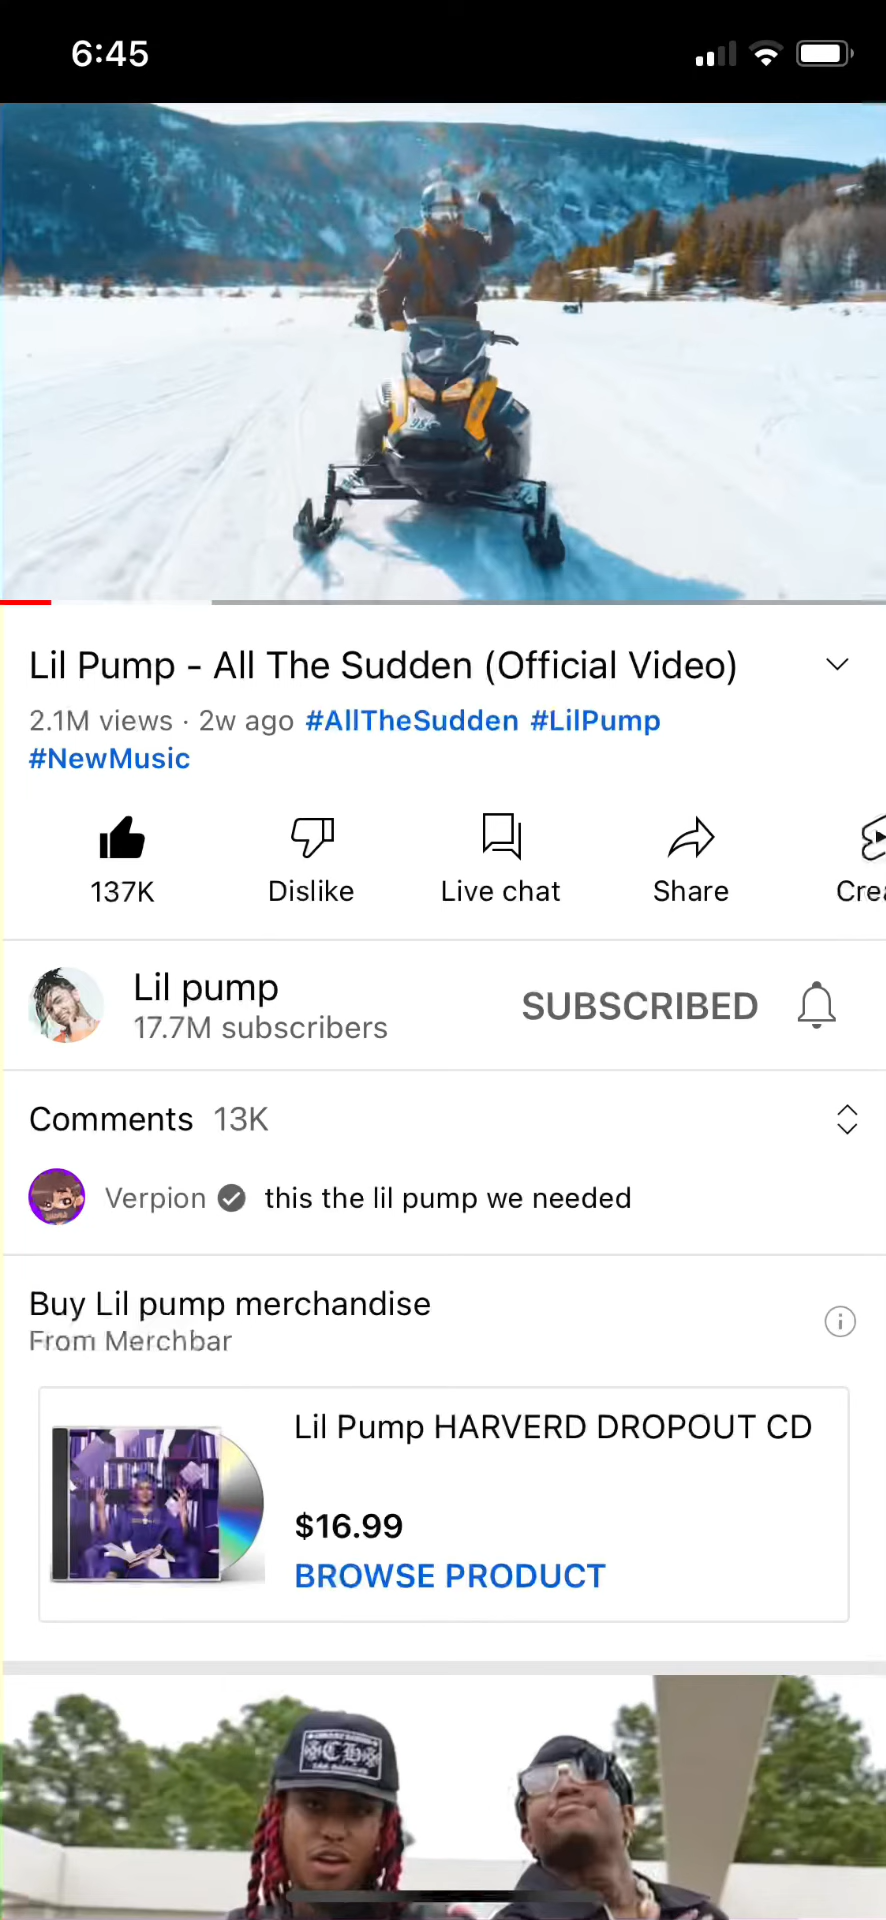 6:45
Lil Pump - All The Sudden (Official Video)
2.1M views · 2w ago #AllTheSudden #LilPump
#NewMusic
137K
Dislike
Live chat
Share
Crea
Lil pump
17.7M subscribers
SUBSCRIBED
Comments 13K
Verpion this the lil pump we needed
Buy Lil pump merchandise
From Merchbar
Lil Pump HARVERD DROPOUT CD
$16.99
BROWSE PRODUCT